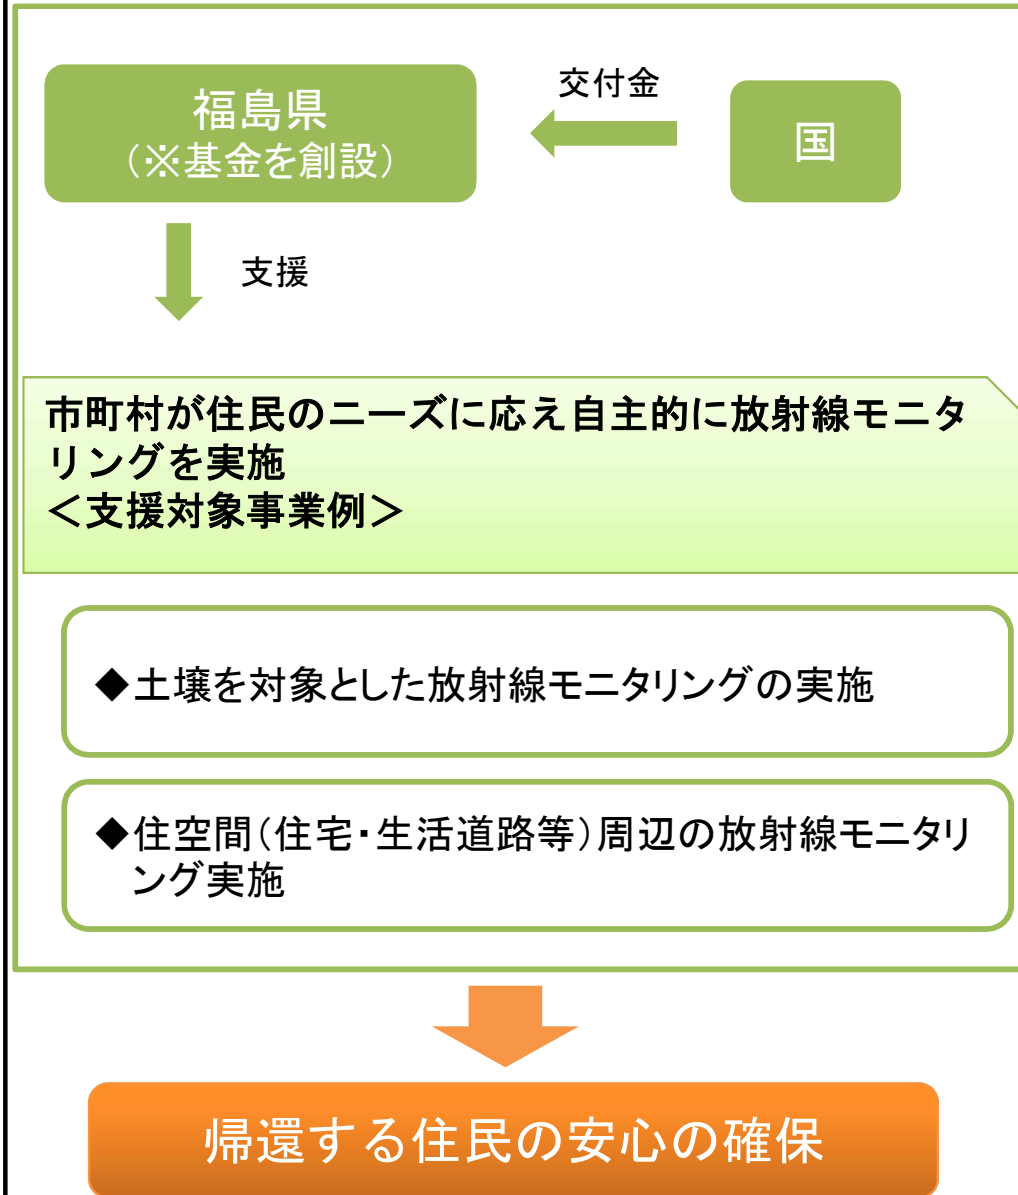 福島県
（※基金を創設）
交付金
国
支援
市町村が住民のニーズに応え自主的に放射線モニタ
リングを実施
＜支援対象事業例＞
◆土壌を対象とした放射線モニタリングの実施
◆住空間（住宅・生活道路等）周辺の放射線モニタリ
ング実施
帰還する住民の安心の確保